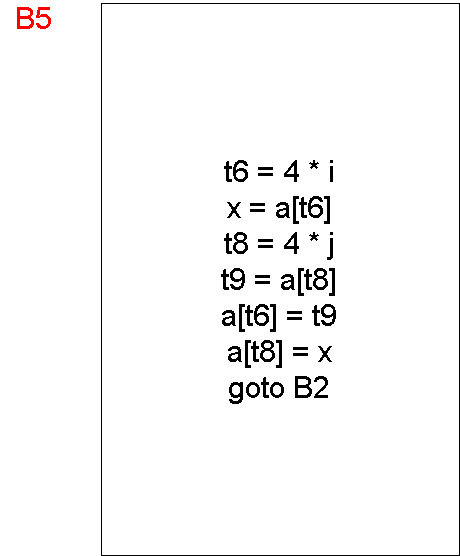 B5
t6 = 4 * i
x = a[t6]
t8 = 4 * j
t9 = a[t8]
a[t6] = t9
a[t8] = x
goto B2